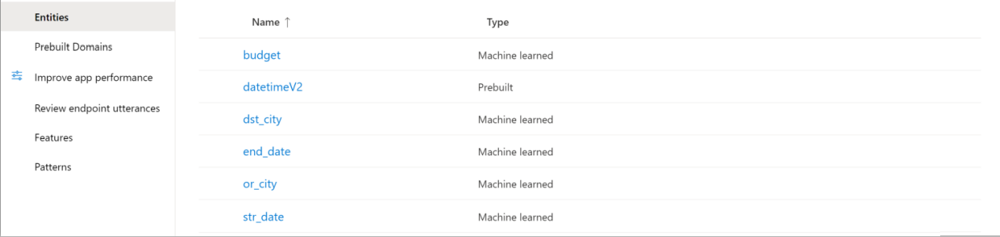 Entities
Prebuilt Domains
Improve app performance
Review endpoint utterances
Features
Patterns
Name ↑ Type
budget Machine learned
datetimeV2 Prebuilt
dst_city Machine learned
end_date Machine learned
or_city Machine learned
str_date Machine learned